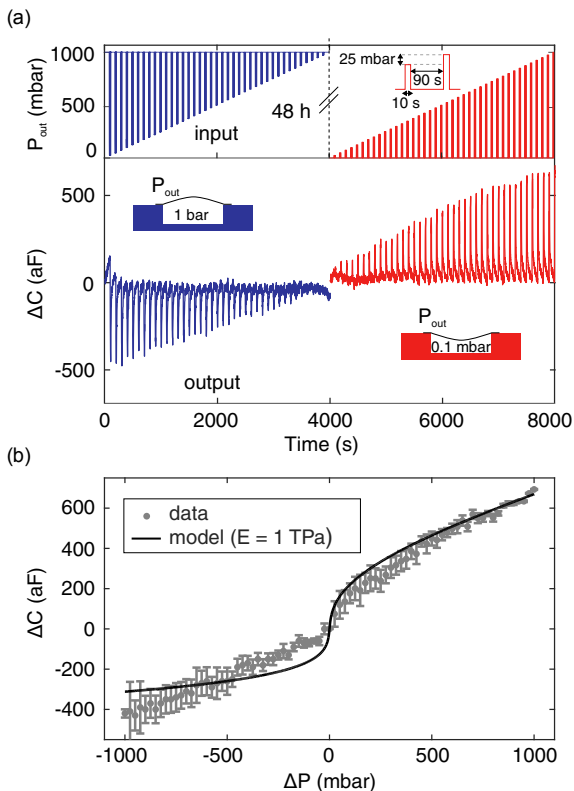 (a)
1000
500
0
P_out (mbar)
input
48 h
25 mbar
90 s
10 s
500
0
-500
ΔC (aF)
P_out
1 bar
output
P_out
0.1 mbar
0
2000
4000
6000
8000
Time (s)
(b)
600
400
200
0
-200
-400
ΔC (aF)
data
model (E = 1 TPa)
-1000
-500
0
500
1000
ΔP (mbar)